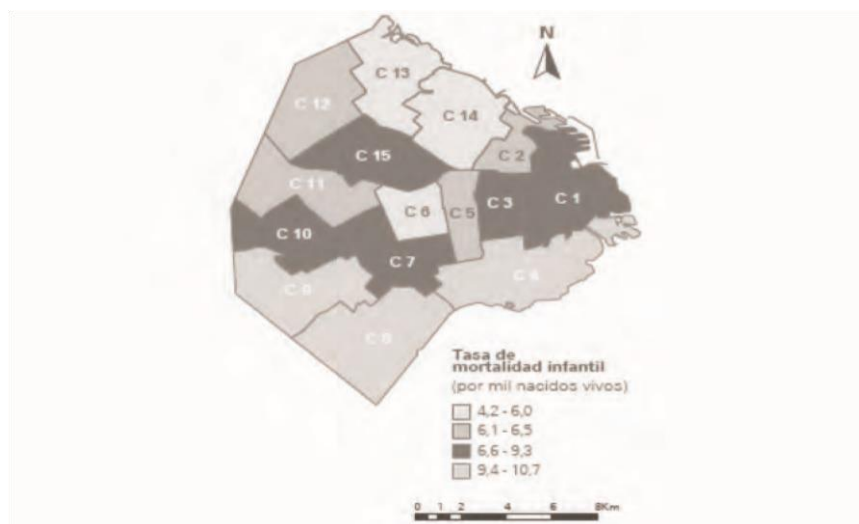 N
C 13
C 14
C 12
C 2
C 15
C 11
C 6
C 5
C 3
C 1
C 10
C 7
Tasa de
mortalidad infantil
(por mil nacidos vivos)
4,2 - 6,0
6,1 - 6,5
6,6 - 9,3
9,4 - 10,7
0 1 2 4 6 8Km